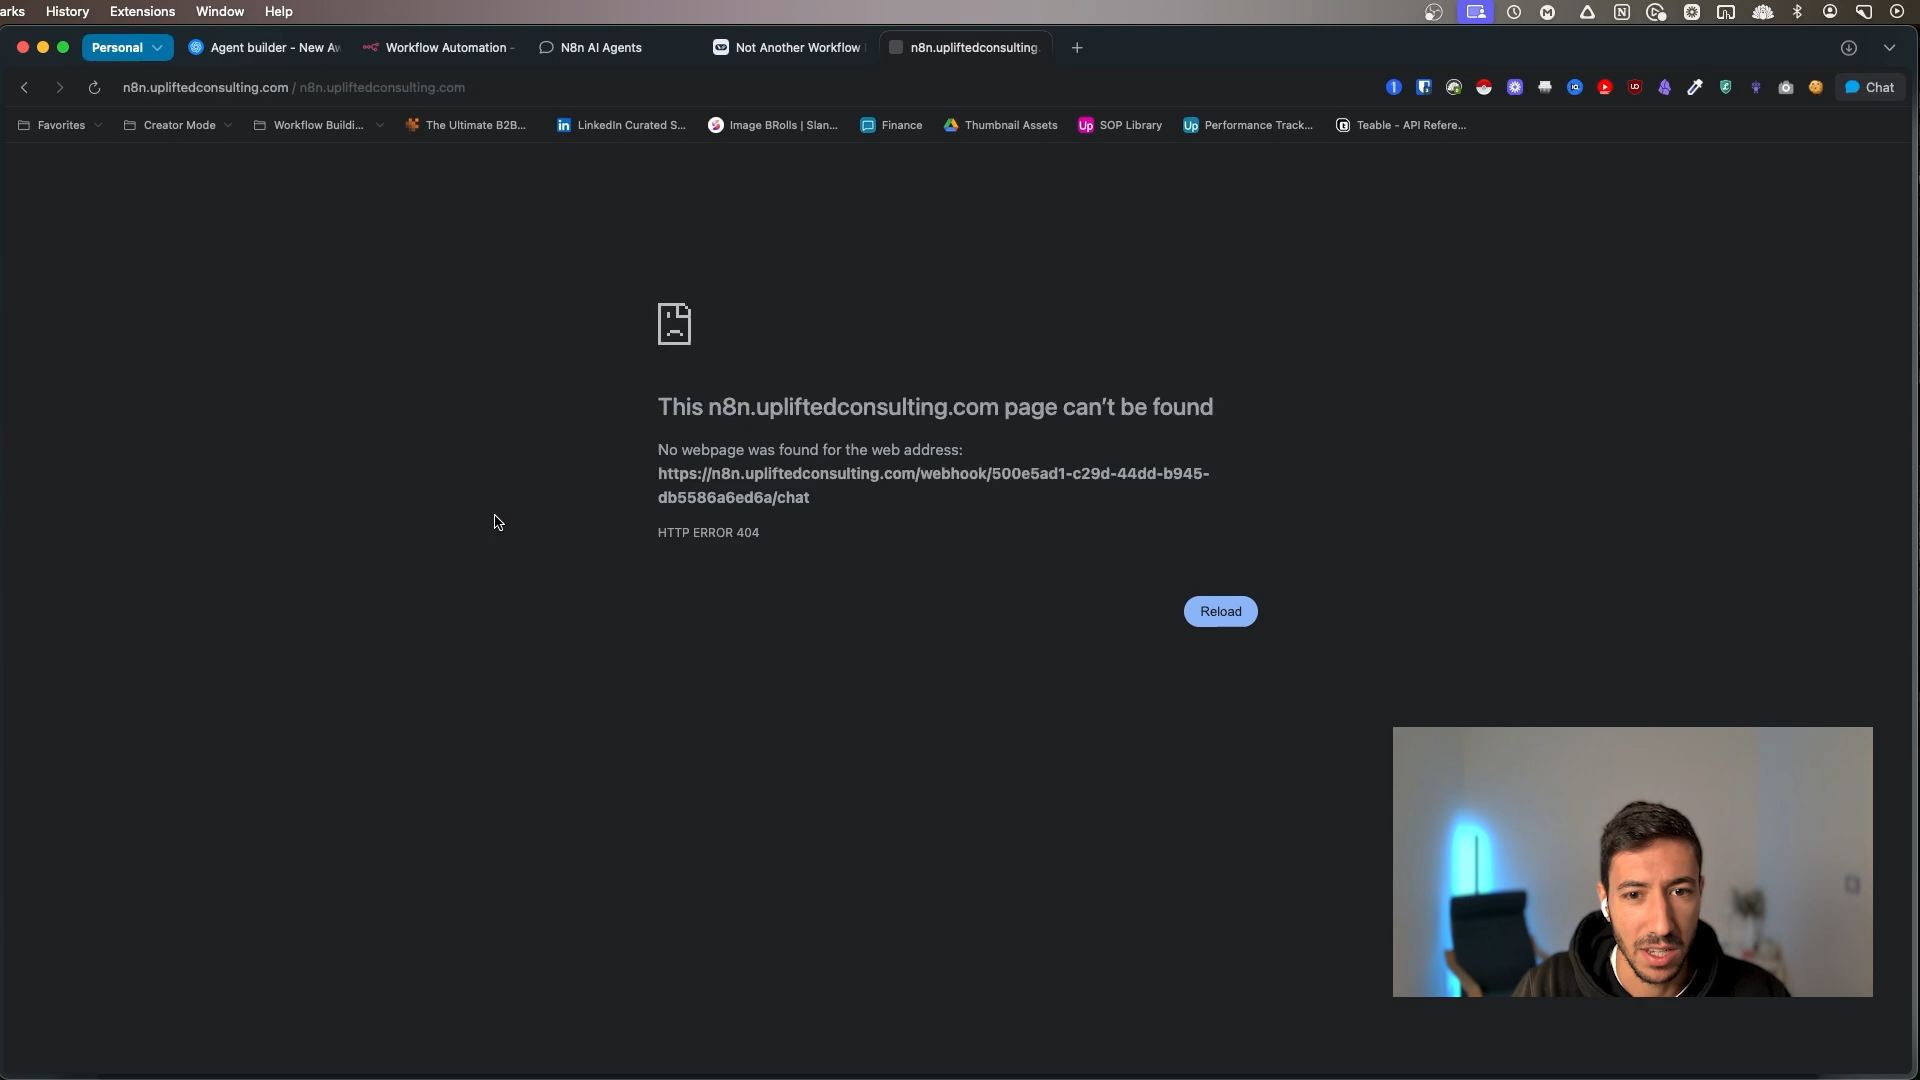 arks History Extensions Window Help
Personal Agent builder - New Aw Workflow Automation - N8n AI Agents Not Another Workflow n8n.upliftedconsulting.
n8n.upliftedconsulting.com / n8n.upliftedconsulting.com Chat
Favorites Creator Mode Workflow Buildi... The Ultimate B2B... LinkedIn Curated S... Image BRolls | Slan... Finance Thumbnail Assets Up SOP Library Up Performance Track... Teable - API Refere...
This n8n.upliftedconsulting.com page can't be found
No webpage was found for the web address:
https://n8n.upliftedconsulting.com/webhook/500e5ad1-c29d-44dd-b945-
db5586a6ed6a/chat
HTTP ERROR 404
Reload